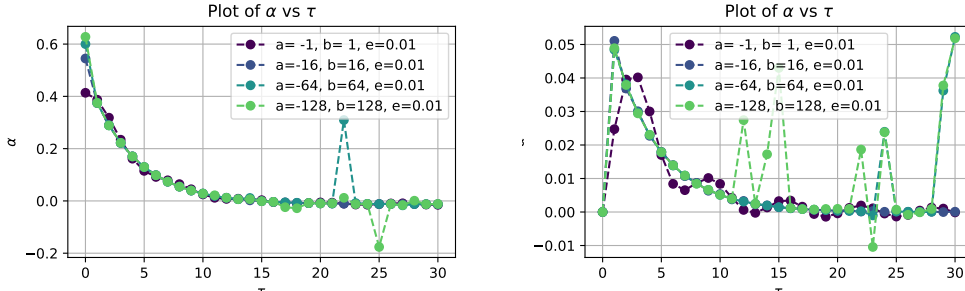 Plot of α vs τ
0.6
0.4
0.2
0.0
−0.2
α
0
5
10
15
20
25
30
a= -1, b= 1, e=0.01
a=-16, b=16, e=0.01
a=-64, b=64, e=0.01
a=-128, b=128, e=0.01
Plot of α vs τ
0.05
0.04
0.03
0.02
0.01
0.00
−0.01
0
5
10
15
20
25
30
a= -1, b= 1, e=0.01
a=-16, b=16, e=0.01
a=-64, b=64, e=0.01
a=-128, b=128, e=0.01